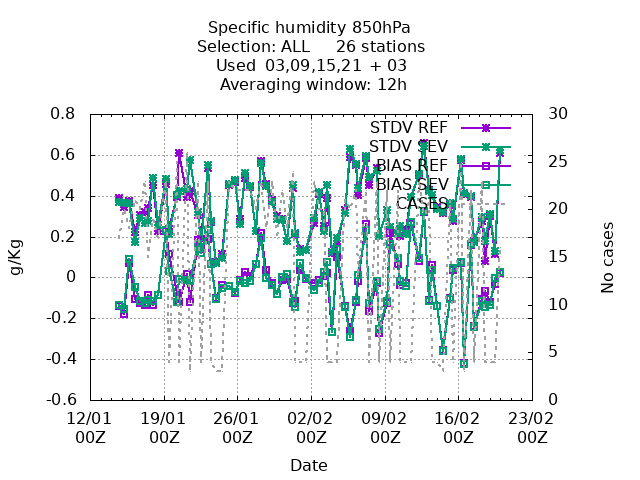 Specific humidity 850hPa
Selection: ALL 26 stations
Used 03,09,15,21 + 03
Averaging window: 12h
STDV REF
STDV SEV
BIAS REF
BIAS SEV
CASES
g/Kg
0.8
0.6
0.4
0.2
0
-0.2
-0.4
-0.6
30
25
20
15
10
5
0
No cases
12/01 19/01 26/01 02/02 09/02 16/02 23/02
00Z 00Z 00Z 00Z 00Z 00Z 00Z
Date